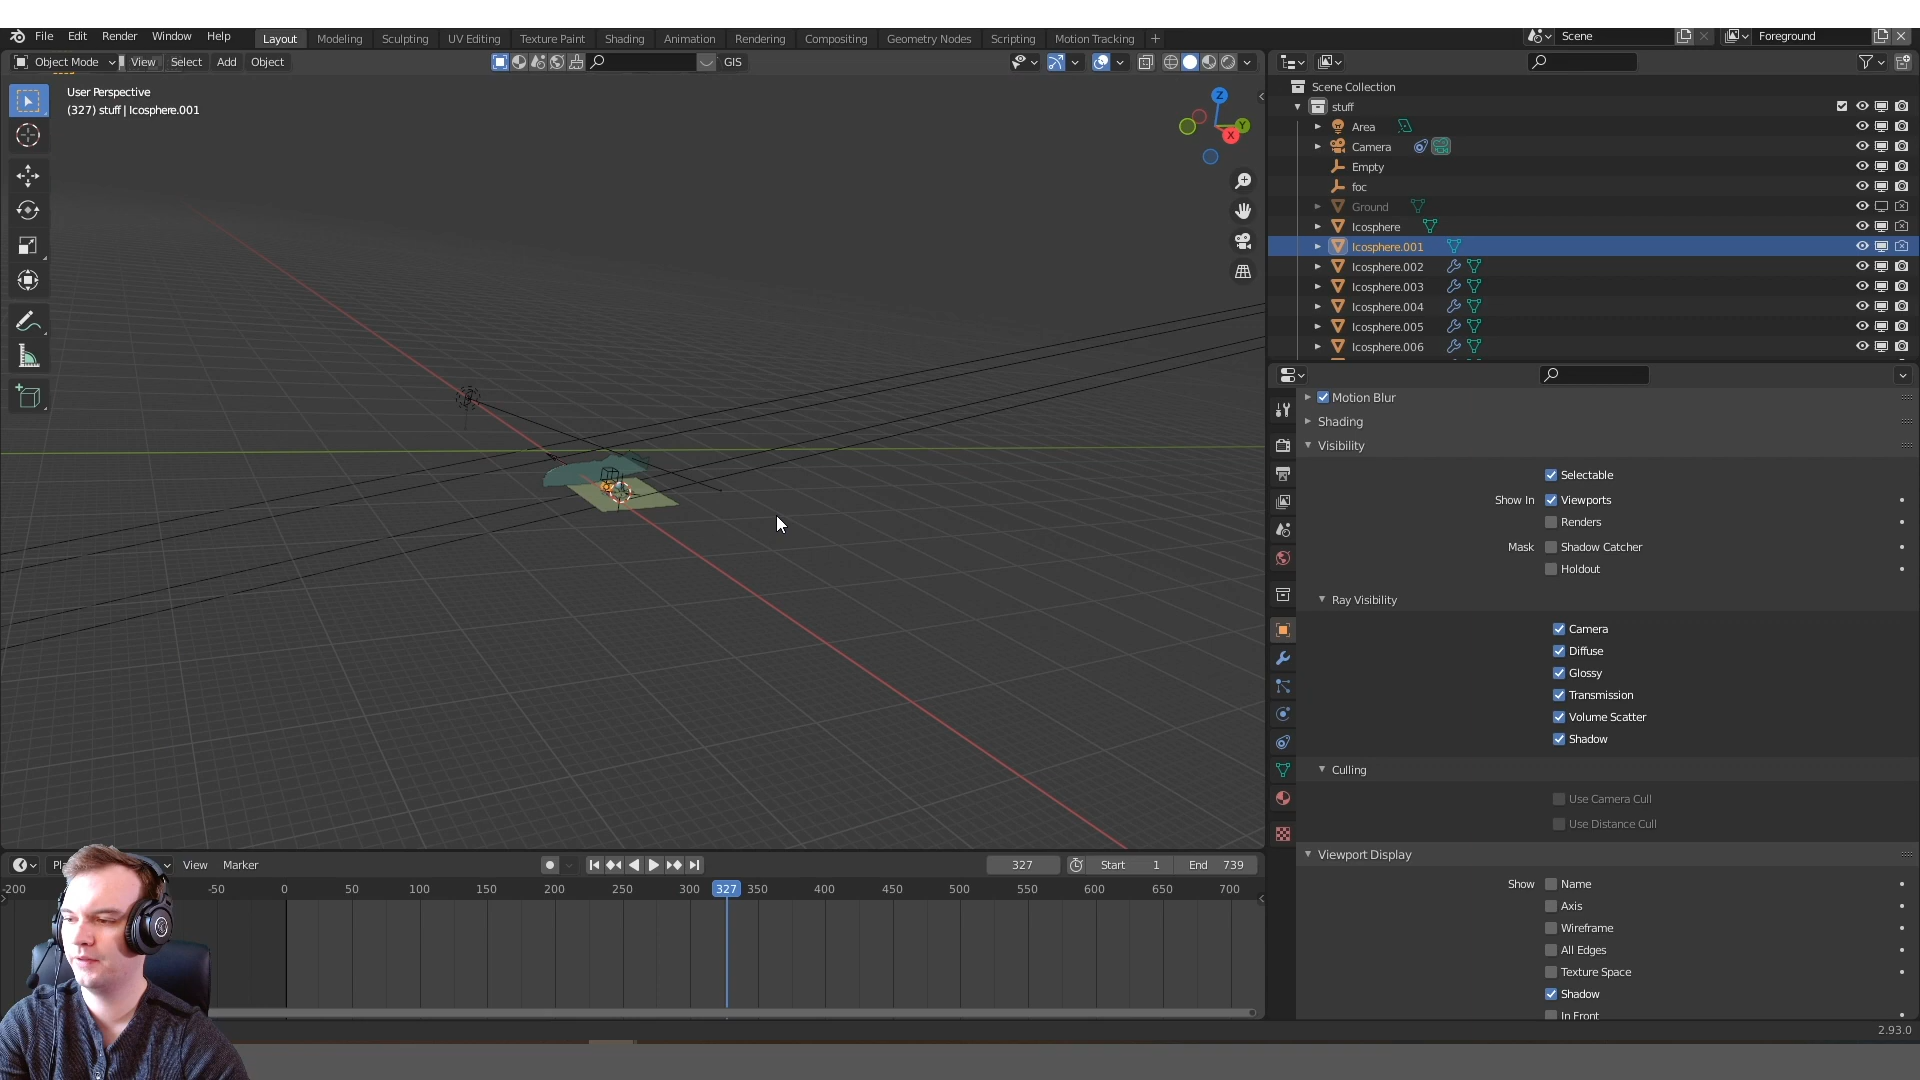 File Edit Render Window Help Layout Modeling Sculpting UV Editing Texture Paint Shading Animation Rendering Compositing Geometry Nodes Scripting Motion Tracking + Scene Foreground
Object Mode View Select Add Object GIS
User Perspective
(327) stuff | Icosphere.001
Z
Y
X
Scene Collection
stuff
Area
Camera
Empty
foc
Ground
Icosphere
Icosphere.001
Icosphere.002
Icosphere.003
Icosphere.004
Icosphere.005
Icosphere.006
Motion Blur
Shading
Visibility
Selectable
Show In Viewports
Renders
Mask Shadow Catcher
Holdout
Ray Visibility
Camera
Diffuse
Glossy
Transmission
Volume Scatter
Shadow
Culling
Use Camera Cull
Use Distance Cull
Viewport Display
Show Name
Axis
Wireframe
All Edges
Texture Space
Shadow
In Front
View Marker 327 Start 1 End 739
-200 -50 0 50 100 150 200 250 300 327 350 400 450 500 550 600 650 700
2.93.0